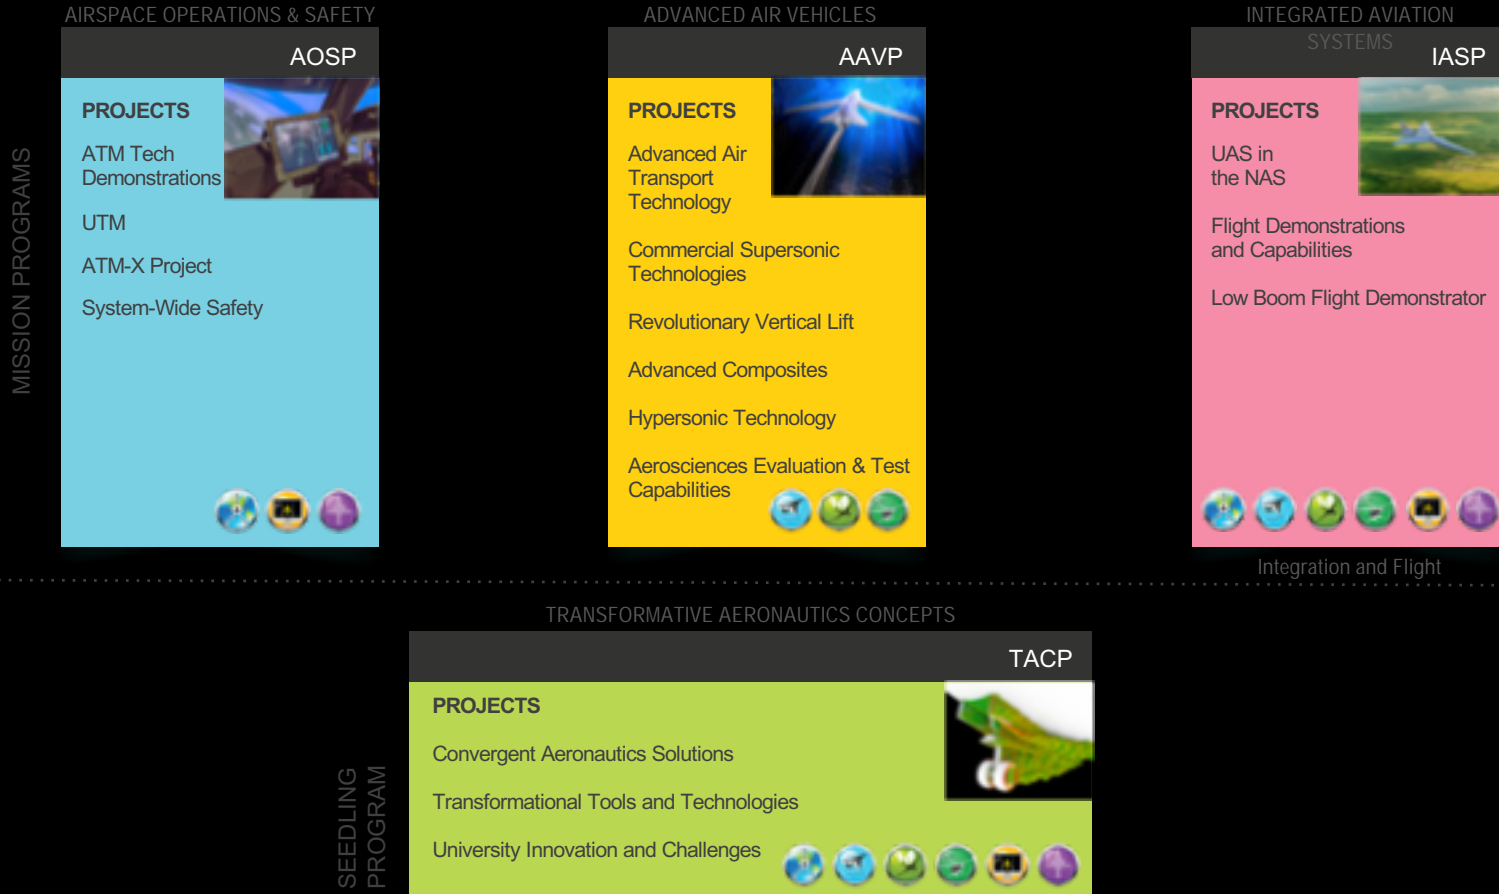 AIRSPACE OPERATIONS & SAFETY
AOSP
PROJECTS
ATM Tech
Demonstrations
UTM
ATM-X Project
System-Wide Safety
ADVANCED AIR VEHICLES
AAVP
PROJECTS
Advanced Air
Transport
Technology
Commercial Supersonic
Technologies
Revolutionary Vertical Lift
Advanced Composites
Hypersonic Technology
Aerosciences Evaluation & Test
Capabilities
INTEGRATED AVIATION
SYSTEMS
IASP
PROJECTS
UAS in
the NAS
Flight Demonstrations
and Capabilities
Low Boom Flight Demonstrator
Integration and Flight
MISSION PROGRAMS
TRANSFORMATIVE AERONAUTICS CONCEPTS
TACP
PROJECTS
Convergent Aeronautics Solutions
Transformational Tools and Technologies
University Innovation and Challenges
SEEDLING
PROGRAM